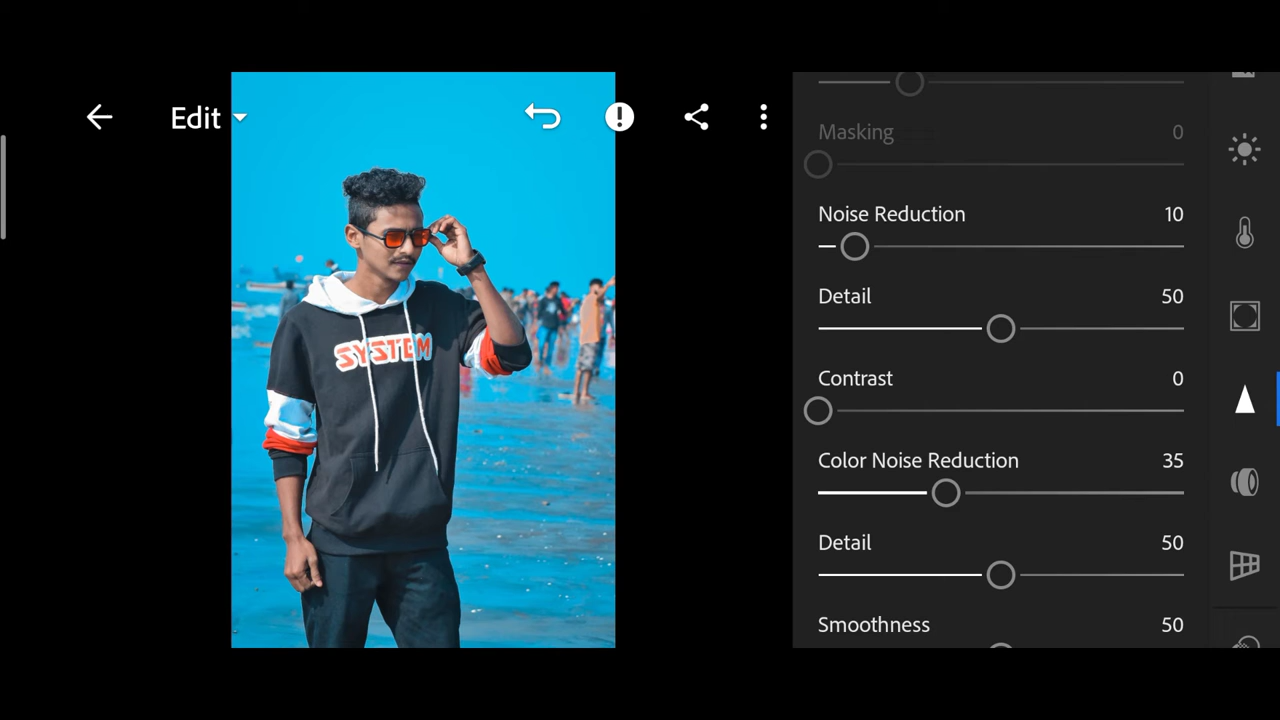 Edit
SYSTEM
Masking 0
Noise Reduction 10
Detail 50
Contrast 0
Color Noise Reduction 35
Detail 50
Smoothness 50